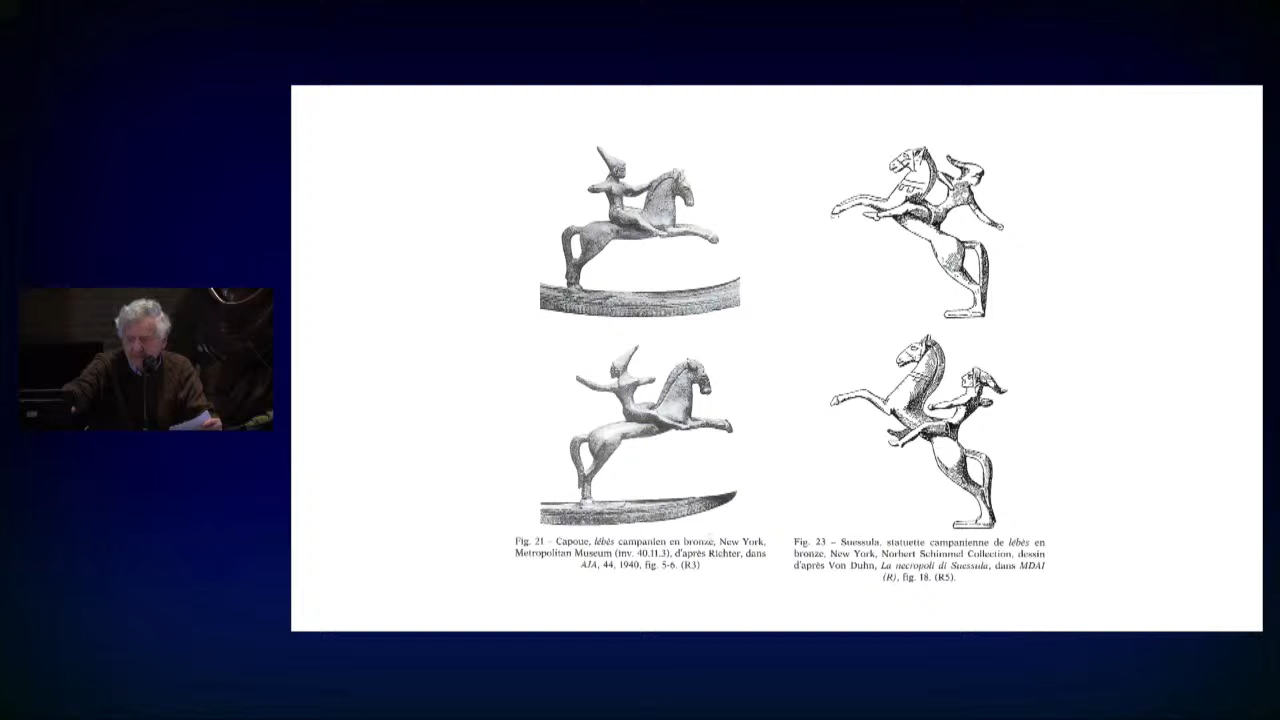 Fig. 21 – Capoue, lébès campanien en bronze, New York,
Metropolitan Museum (inv. 40.11.3), d'après Richter, dans
AJA, 44, 1940, fig. 5-6. (R3)
Fig. 23 – Suessula, statuette campanienne de lébès en
bronze, New York, Norbert Schimmel Collection, dessin
d'après Von Duhn, La necropoli di Suessula, dans MDAI
(R), fig. 18. (R5).